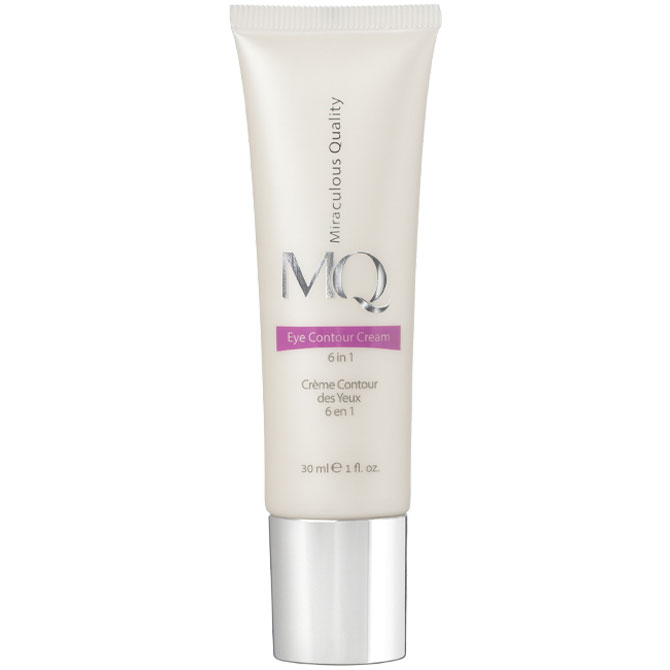 Miraculous Quality
MQ
Eye Contour Cream
6 in 1
Crème Contour
des Yeux
6 en 1
30 ml ℮ 1 fl. oz.